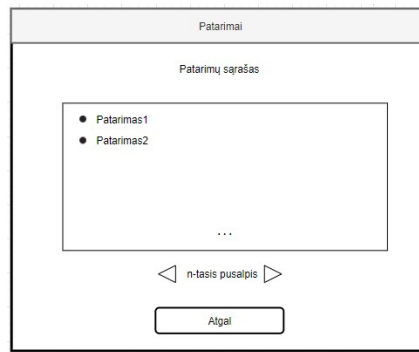 Patarimai
Patarimų sąrašas
Patarimas1
Patarimas2
...
n-tasis pusalpis
Atgal